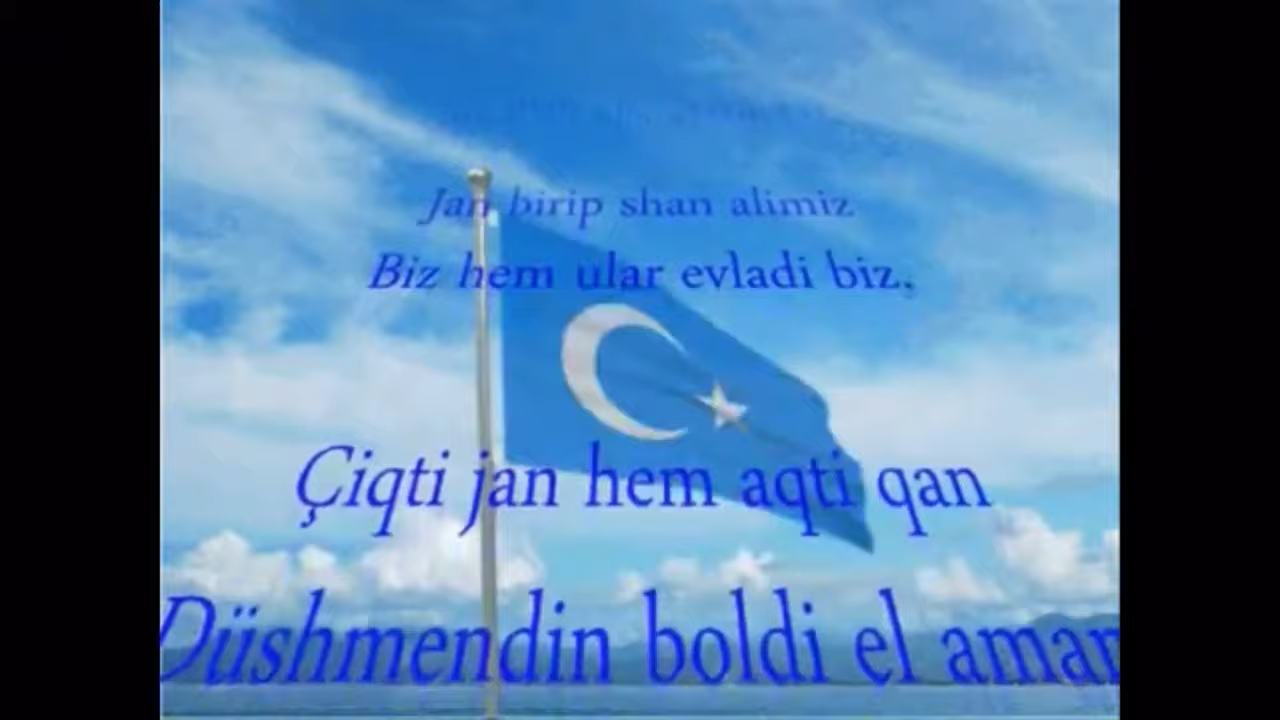 Jan birip shan alimiz
Biz hem ular evladi biz,
Çiqti jan hem aqti qan
Düshmendin boldi el aman